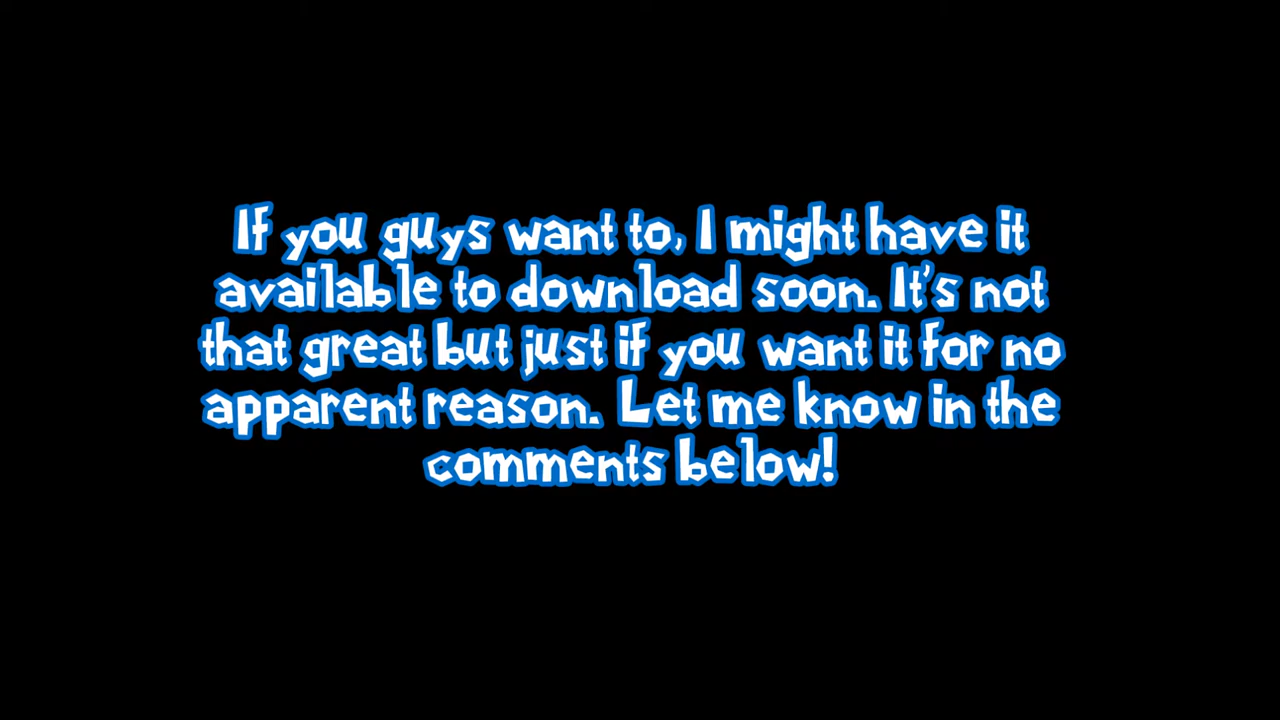 If you guys want to, I might have it
available to download soon. It's not
that great but just if you want it for no
apparent reason. Let me know in the
comments below!